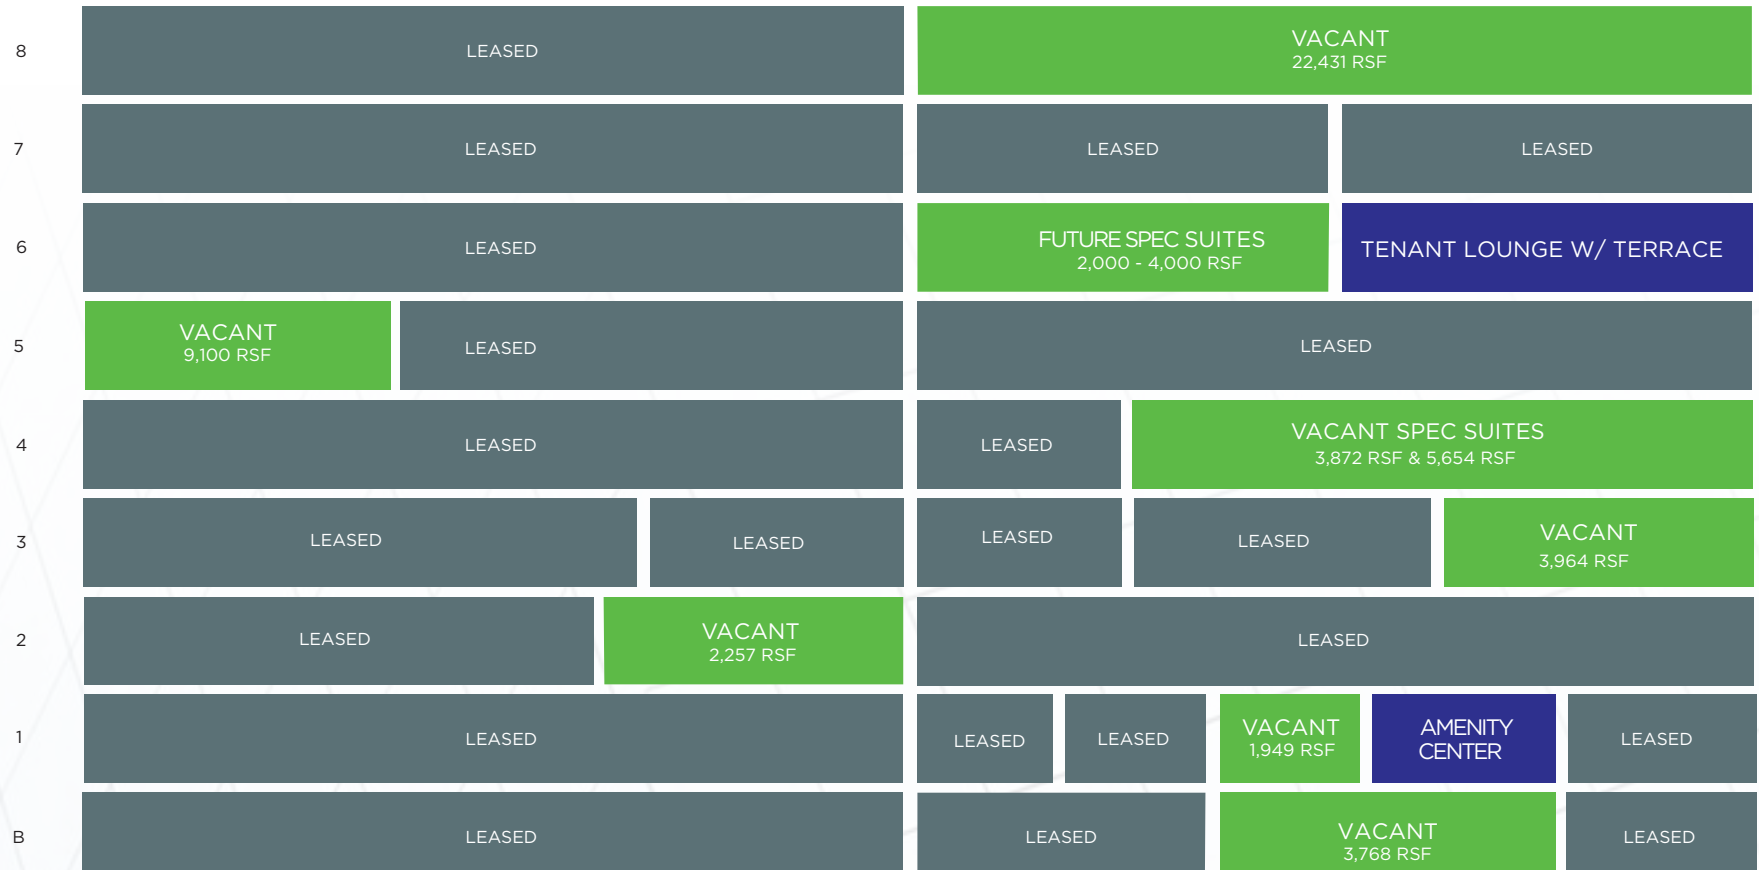 8
LEASED
VACANT
22,431 RSF
7
LEASED
LEASED
LEASED
6
LEASED
FUTURE SPEC SUITES
2,000 - 4,000 RSF
TENANT LOUNGE W/ TERRACE
5
VACANT
9,100 RSF
LEASED
LEASED
4
LEASED
LEASED
VACANT SPEC SUITES
3,872 RSF & 5,654 RSF
3
LEASED
LEASED
LEASED
LEASED
VACANT
3,964 RSF
2
LEASED
VACANT
2,257 RSF
LEASED
1
LEASED
LEASED
LEASED
VACANT
1,949 RSF
AMENITY
CENTER
LEASED
B
LEASED
LEASED
VACANT
3,768 RSF
LEASED